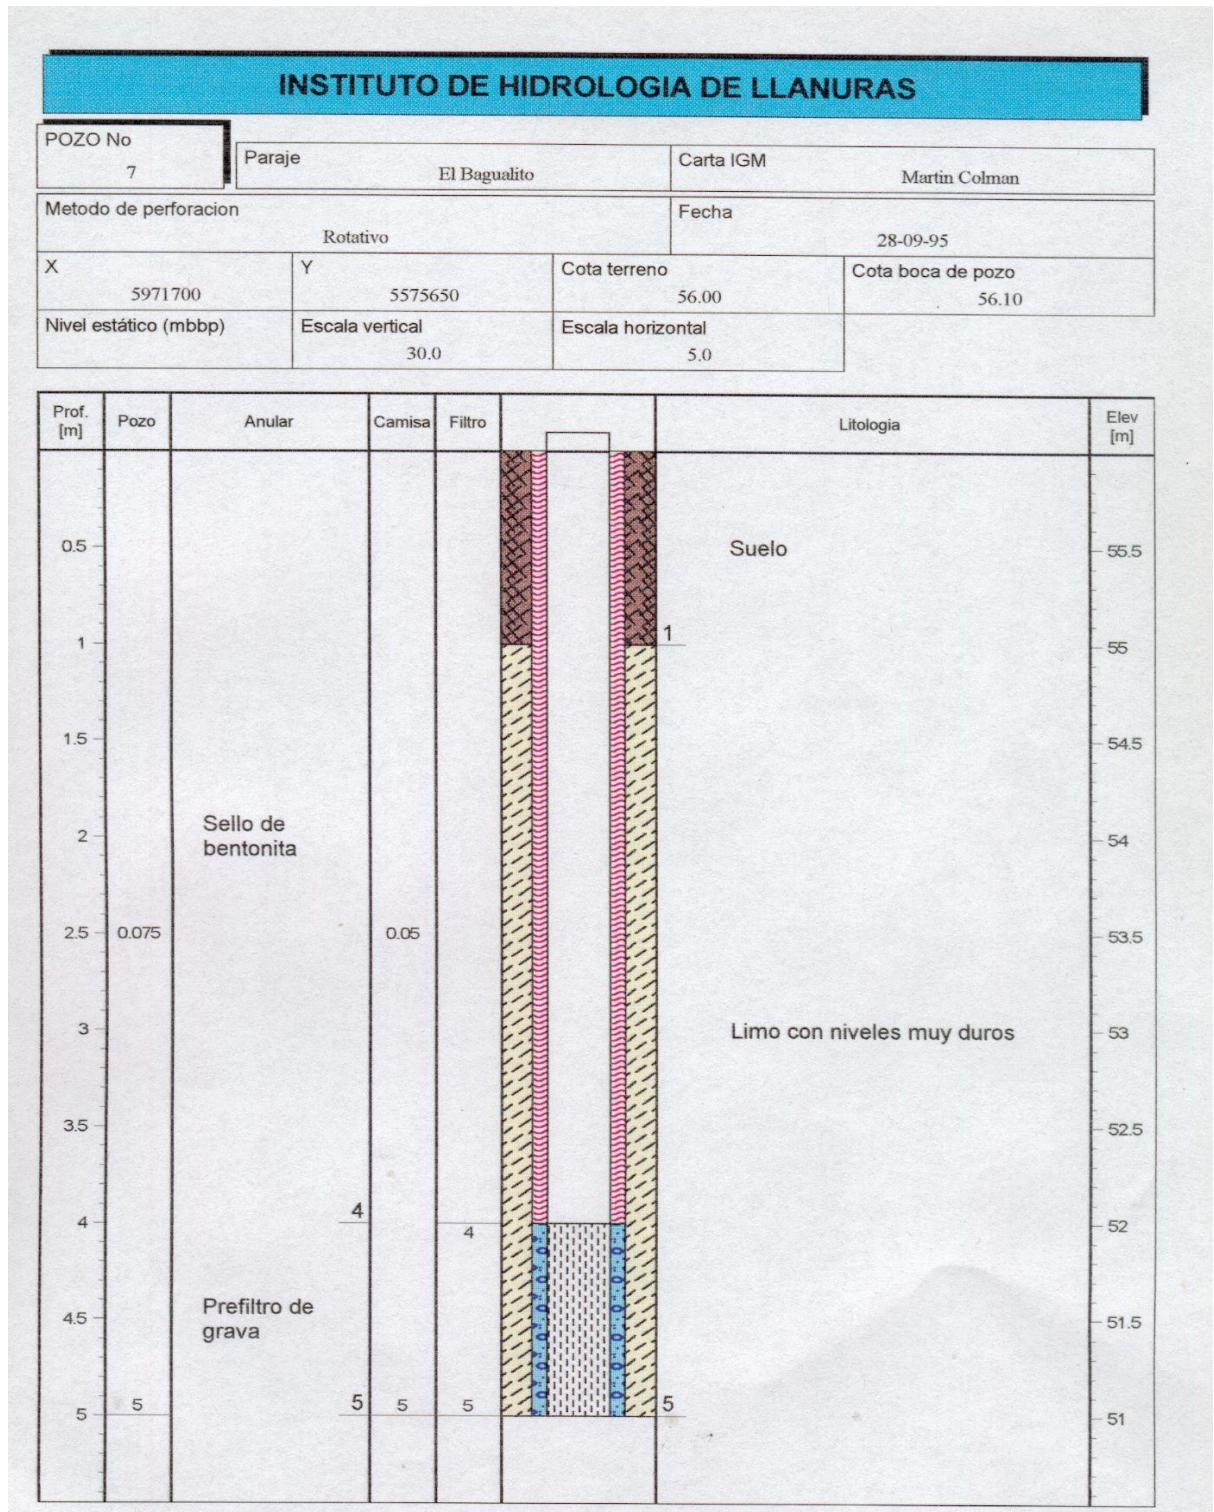 INSTITUTO DE HIDROLOGIA DE LLANURAS
POZO No
7
Paraje
El Bagualito
Carta IGM
Martin Colman
Metodo de perforacion
Rotativo
Fecha
28-09-95
X
5971700
Y
5575650
Cota terreno
56.00
Cota boca de pozo
56.10
Nivel estático (mbbp)
Escala vertical
30.0
Escala horizontal
5.0
Prof.
[m]
Pozo
Anular
Camisa
Filtro
Litologia
Elev
[m]
0.5
Suelo
55.5
1
1
55
1.5
54.5
2
Sello de
bentonita
54
2.5
0.075
0.05
53.5
3
Limo con niveles muy duros
53
3.5
52.5
4
4
4
52
4.5
Prefiltro de
grava
51.5
5
5
5
5
5
5
51